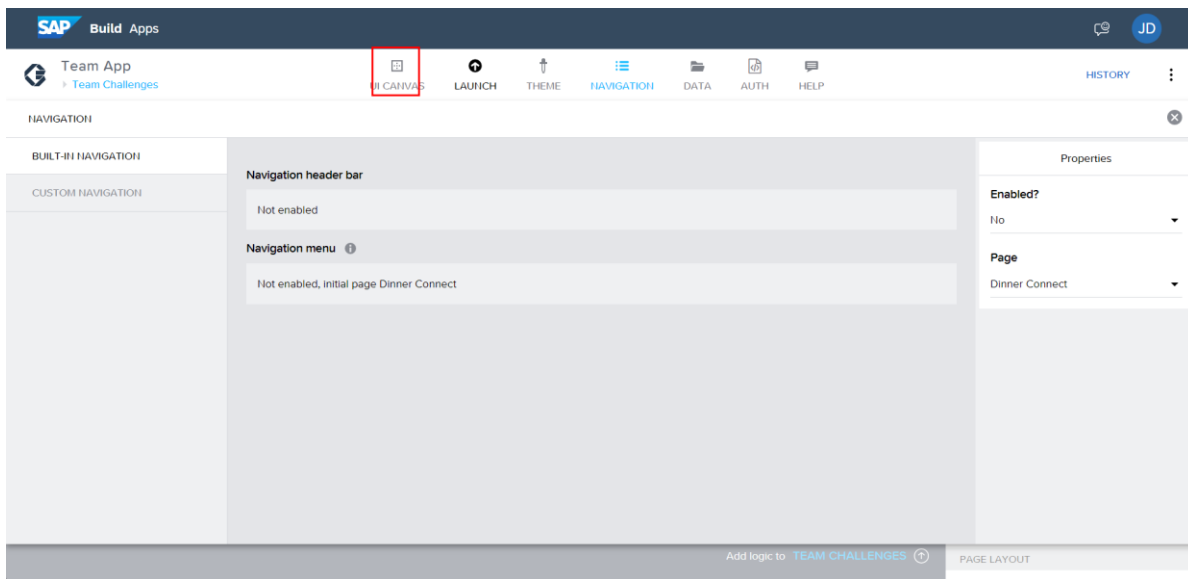 SAP Build Apps
JD
Team App
Team Challenges
UI CANVAS
LAUNCH
THEME
NAVIGATION
DATA
AUTH
HELP
HISTORY
NAVIGATION
BUILT-IN NAVIGATION
CUSTOM NAVIGATION
Navigation header bar
Not enabled
Navigation menu
Not enabled, initial page Dinner Connect
Properties
Enabled?
No
Page
Dinner Connect
Add logic to TEAM CHALLENGES
PAGE LAYOUT